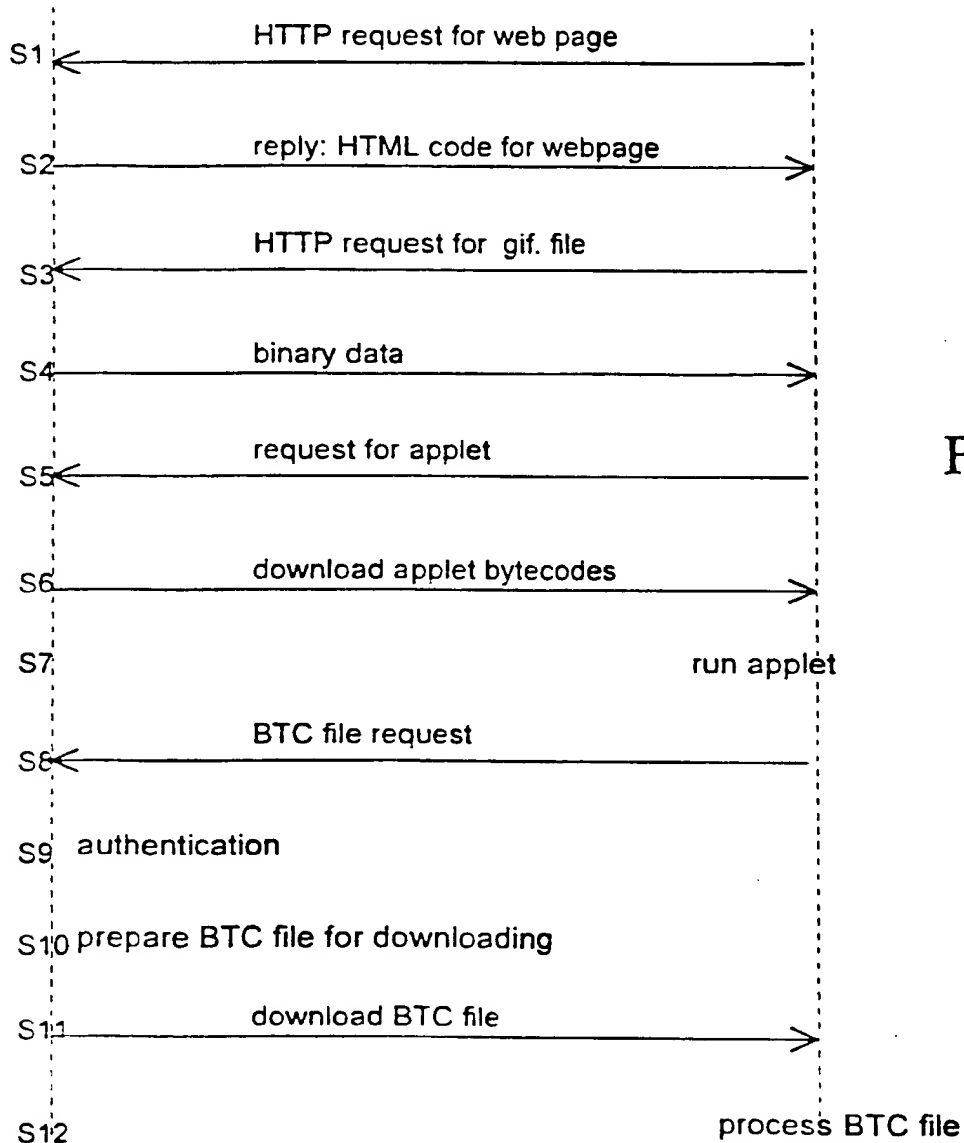 HTTP request for web page
S1
reply: HTML code for webpage
S2
HTTP request for gif. file
S3
binary data
S4
request for applet
S5
download applet bytecodes
S6
S7 run applet
BTC file request
S8
S9 authentication
S10 prepare BTC file for downloading
download BTC file
S11
S12 process BTC file